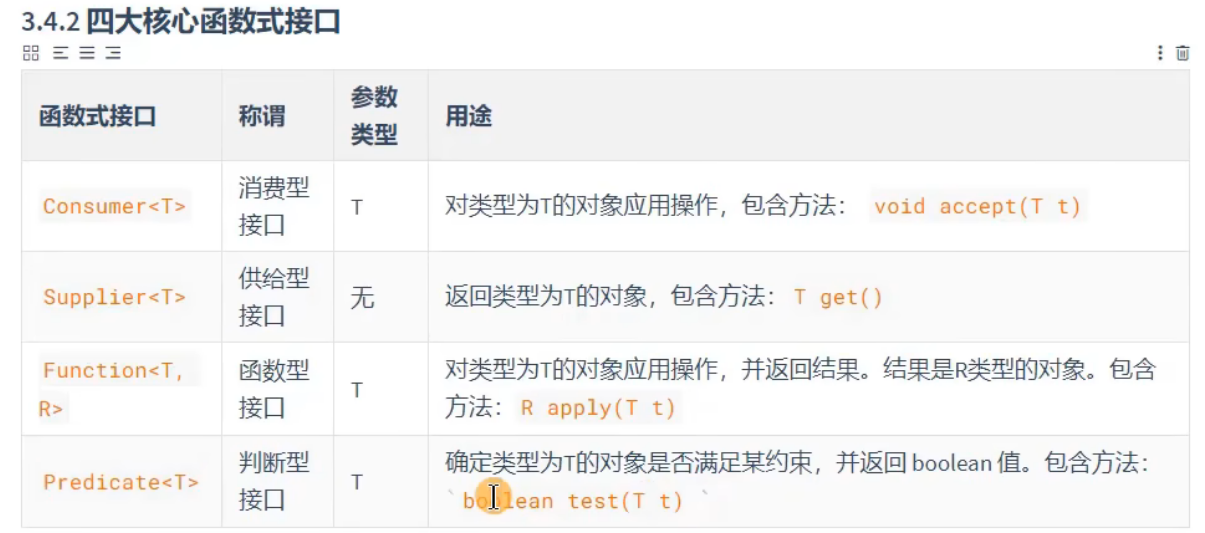 3.4.2 四大核心函数式接口
函数式接口 称谓 参数类型 用途
Consumer<T> 消费型接口 T 对类型为T的对象应用操作，包含方法： void accept(T t)
Supplier<T> 供给型接口 无 返回类型为T的对象，包含方法： T get()
Function<T, R> 函数型接口 T 对类型为T的对象应用操作，并返回结果。结果是R类型的对象。包含
方法： R apply(T t)
Predicate<T> 判断型接口 T 确定类型为T的对象是否满足某约束，并返回 boolean 值。包含方法：
`boolean test(T t) `